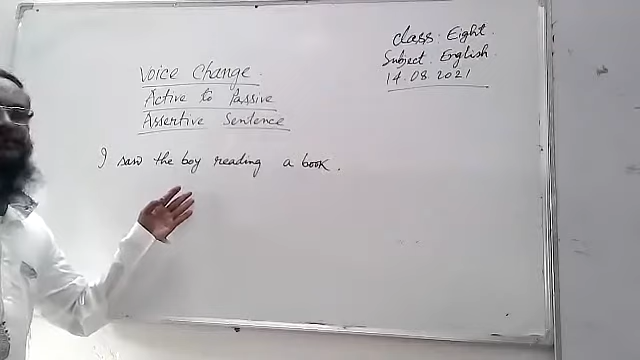 Class: Eight.
Subject. English.
14.08.2021
Voice Change.
Active to Passive
Assertive Sentence
I saw the boy reading a book.